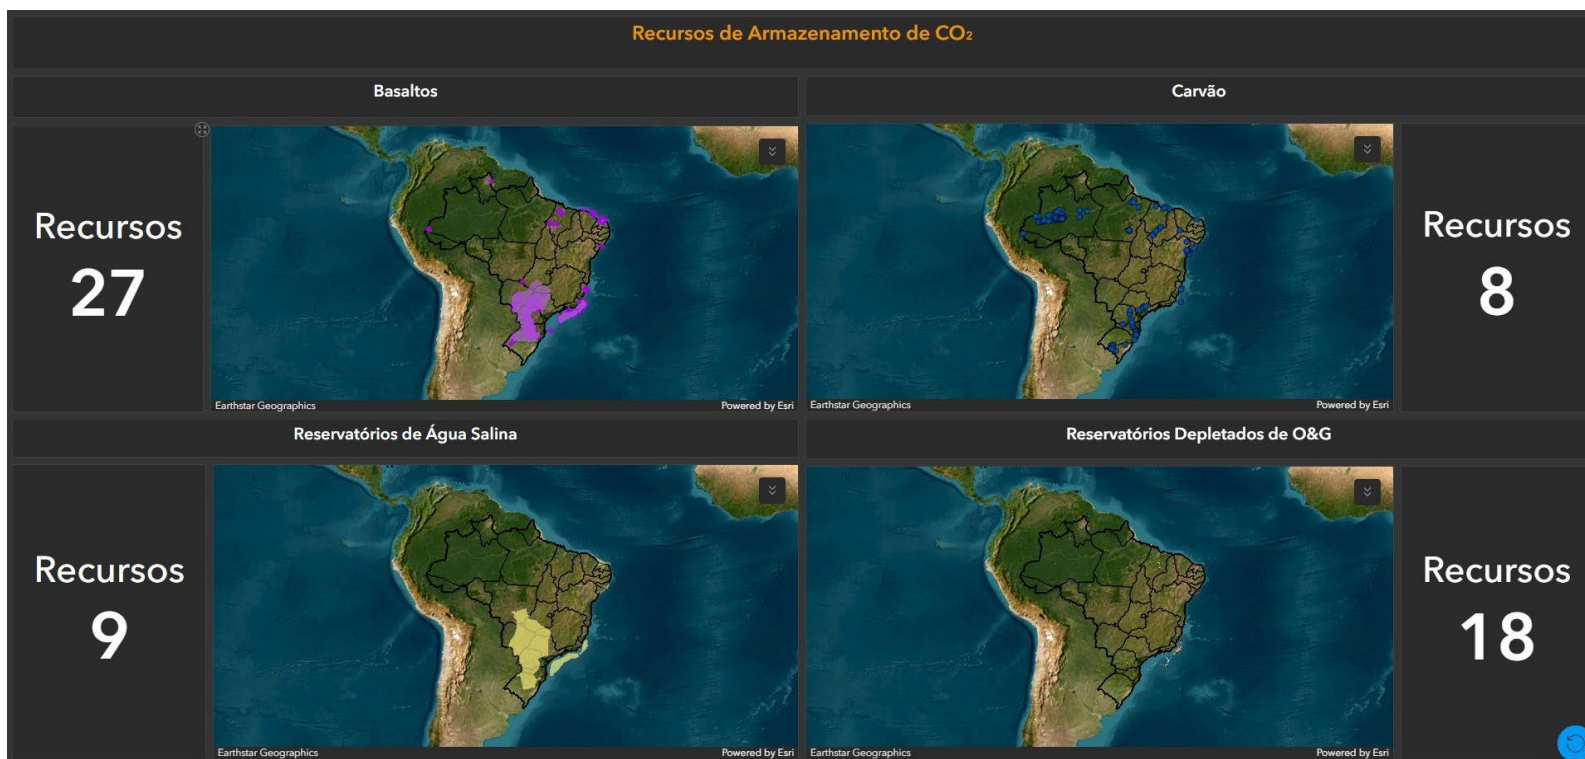 Recursos de Armazenamento de CO₂
Basaltos
Carvão
Recursos
27
Earthstar Geographics
Powered by Esri
Earthstar Geographics
Powered by Esri
Recursos
8
Reservatórios de Água Salina
Reservatórios Depletados de O&G
Recursos
9
Earthstar Geographics
Powered by Esri
Earthstar Geographics
Powered by Esri
Recursos
18